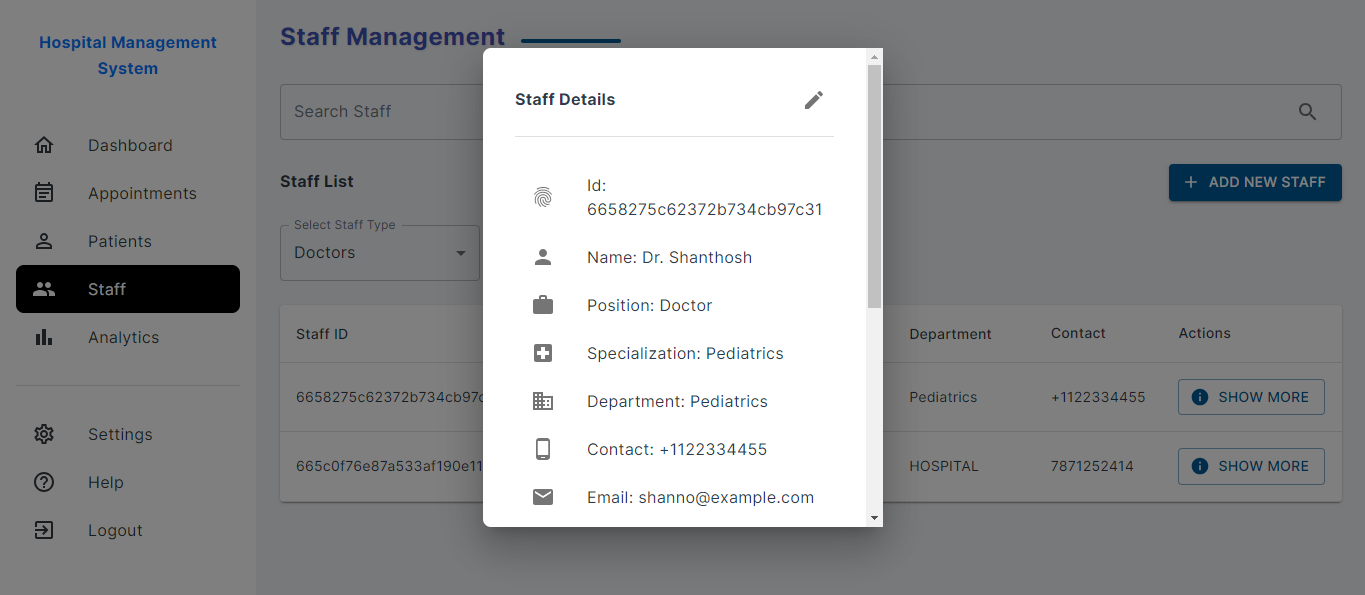 Hospital Management
System
Dashboard
Appointments
Patients
Staff
Analytics
Settings
Help
Logout
Staff Management
Search Staff
Staff List
ADD NEW STAFF
Select Staff Type
Doctors
Staff ID
Department
Contact
Actions
6658275c62372b734cb97c
Pediatrics
+1122334455
SHOW MORE
665c0f76e87a533af190e11
HOSPITAL
7871252414
SHOW MORE
Staff Details
Id:
6658275c62372b734cb97c31
Name: Dr. Shanthosh
Position: Doctor
Specialization: Pediatrics
Department: Pediatrics
Contact: +1122334455
Email: shanno@example.com